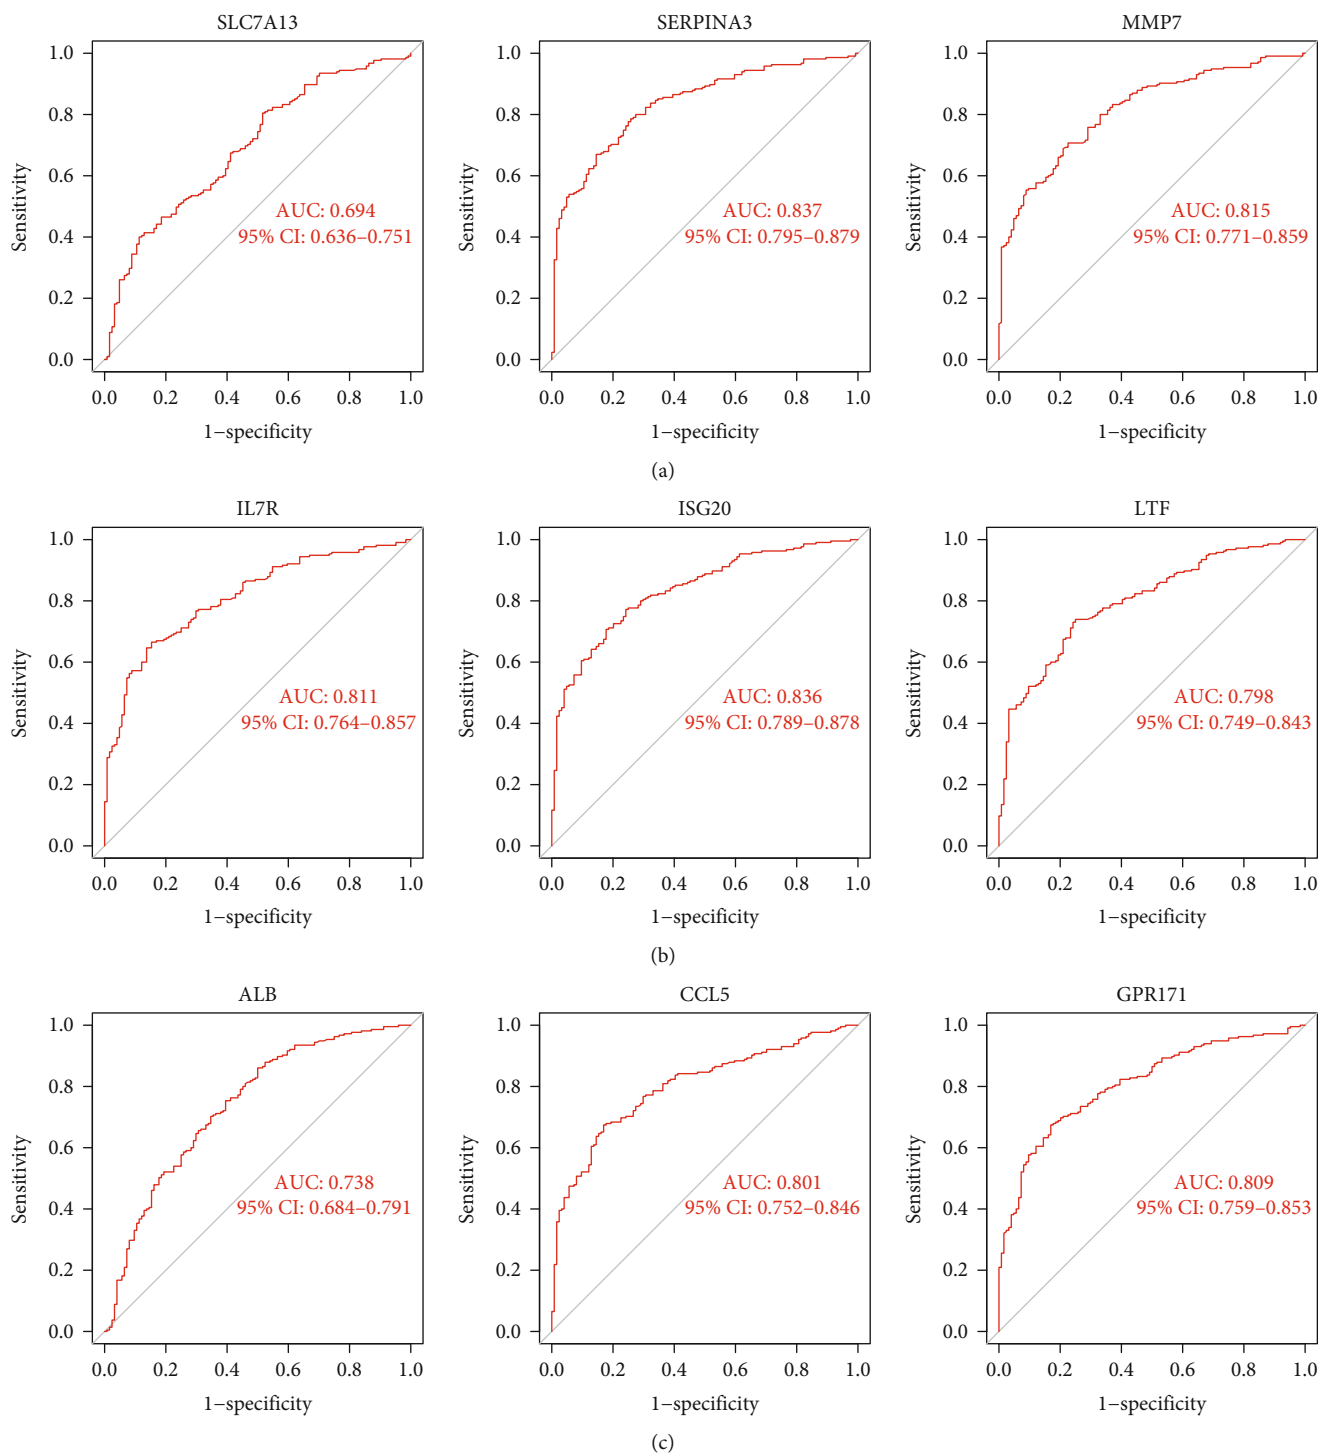 SLC7A13
SERPINA3
MMP7
1.0
0.8
0.6
0.4
0.2
0.0
Sensitivity
AUC: 0.694
95% CI: 0.636–0.751
0.0 0.2 0.4 0.6 0.8 1.0
1−specificity
1.0
0.8
0.6
0.4
0.2
0.0
Sensitivity
AUC: 0.837
95% CI: 0.795–0.879
0.0 0.2 0.4 0.6 0.8 1.0
1−specificity
1.0
0.8
0.6
0.4
0.2
0.0
Sensitivity
AUC: 0.815
95% CI: 0.771–0.859
0.0 0.2 0.4 0.6 0.8 1.0
1−specificity
(a)
IL7R
ISG20
LTF
1.0
0.8
0.6
0.4
0.2
0.0
Sensitivity
AUC: 0.811
95% CI: 0.764–0.857
0.0 0.2 0.4 0.6 0.8 1.0
1−specificity
1.0
0.8
0.6
0.4
0.2
0.0
Sensitivity
AUC: 0.836
95% CI: 0.789–0.878
0.0 0.2 0.4 0.6 0.8 1.0
1−specificity
1.0
0.8
0.6
0.4
0.2
0.0
Sensitivity
AUC: 0.798
95% CI: 0.749–0.843
0.0 0.2 0.4 0.6 0.8 1.0
1−specificity
(b)
ALB
CCL5
GPR171
1.0
0.8
0.6
0.4
0.2
0.0
Sensitivity
AUC: 0.738
95% CI: 0.684–0.791
0.0 0.2 0.4 0.6 0.8 1.0
1−specificity
1.0
0.8
0.6
0.4
0.2
0.0
Sensitivity
AUC: 0.801
95% CI: 0.752–0.846
0.0 0.2 0.4 0.6 0.8 1.0
1−specificity
1.0
0.8
0.6
0.4
0.2
0.0
Sensitivity
AUC: 0.809
95% CI: 0.759–0.853
0.0 0.2 0.4 0.6 0.8 1.0
1−specificity
(c)